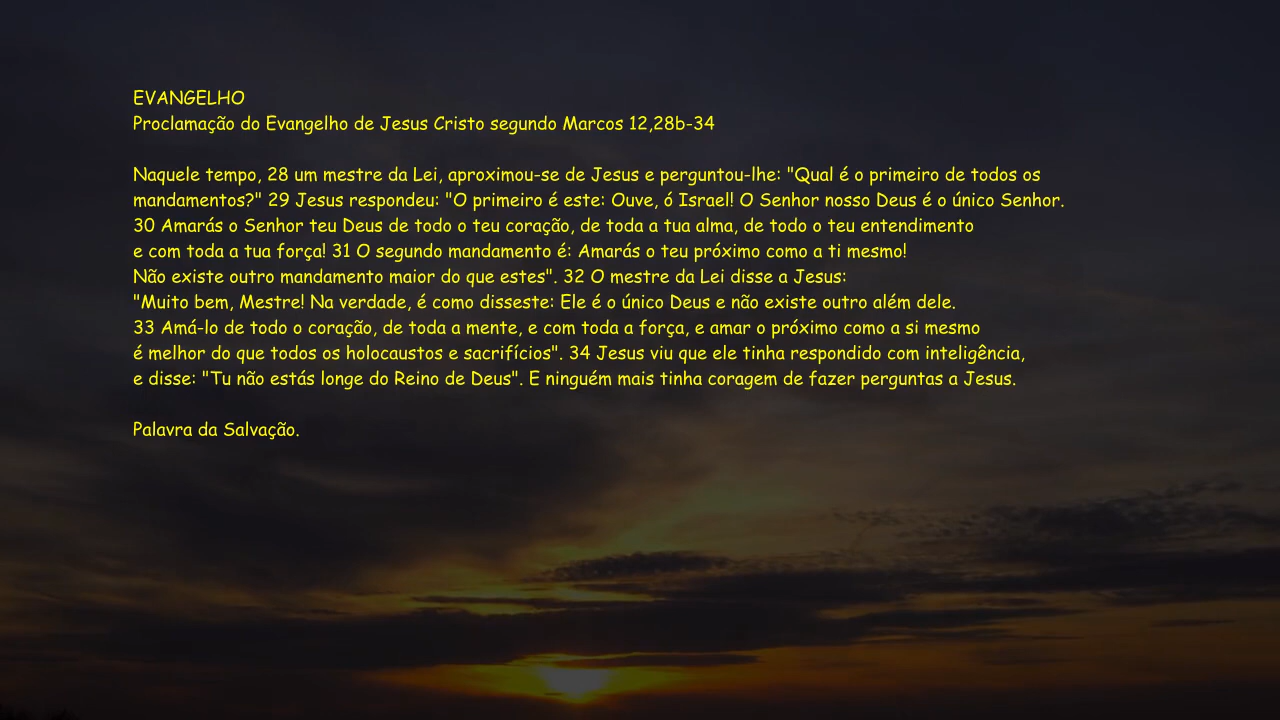 EVANGELHO
Proclamação do Evangelho de Jesus Cristo segundo Marcos 12,28b-34
Naquele tempo, 28 um mestre da Lei, aproximou-se de Jesus e perguntou-lhe: "Qual é o primeiro de todos os
mandamentos?" 29 Jesus respondeu: "O primeiro é este: Ouve, ó Israel! O Senhor nosso Deus é o único Senhor.
30 Amarás o Senhor teu Deus de todo o teu coração, de toda a tua alma, de todo o teu entendimento
e com toda a tua força! 31 O segundo mandamento é: Amarás o teu próximo como a ti mesmo!
Não existe outro mandamento maior do que estes". 32 O mestre da Lei disse a Jesus:
"Muito bem, Mestre! Na verdade, é como disseste: Ele é o único Deus e não existe outro além dele.
33 Amá-lo de todo o coração, de toda a mente, e com toda a força, e amar o próximo como a si mesmo
é melhor do que todos os holocaustos e sacrifícios". 34 Jesus viu que ele tinha respondido com inteligência,
e disse: "Tu não estás longe do Reino de Deus". E ninguém mais tinha coragem de fazer perguntas a Jesus.
Palavra da Salvação.